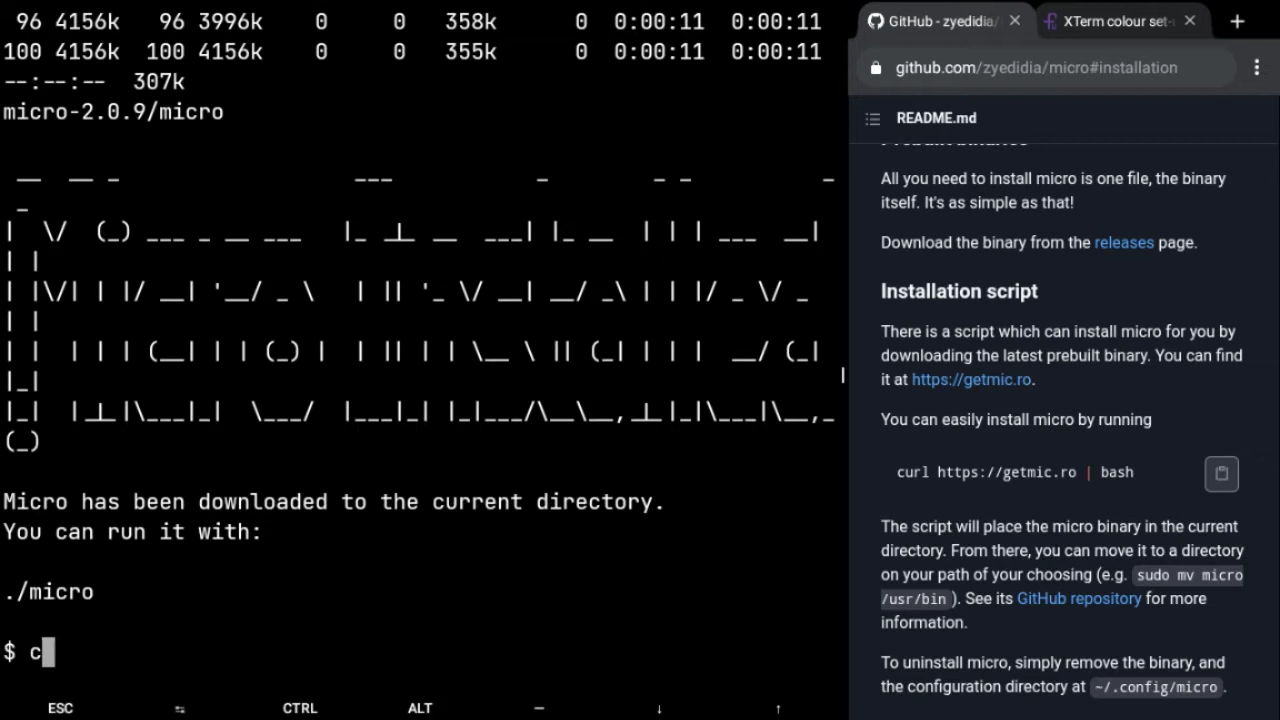 96 4156k   96 3996k    0     0   358k      0  0:00:11  0:00:11
100 4156k  100 4156k    0     0   355k      0  0:00:11  0:00:11
--:--:--  307k
micro-2.0.9/micro
Micro has been downloaded to the current directory.
You can run it with:
./micro
$ c
ESC
CTRL
ALT
—
↓
↑
GitHub - zyedidia/
XTerm colour set-
github.com/zyedidia/micro#installation
README.md
Prebuilt binaries
All you need to install micro is one file, the binary
itself. It's as simple as that!
Download the binary from the releases page.
Installation script
There is a script which can install micro for you by
downloading the latest prebuilt binary. You can find
it at https://getmic.ro.
You can easily install micro by running
curl https://getmic.ro | bash
The script will place the micro binary in the current
directory. From there, you can move it to a directory
on your path of your choosing (e.g. sudo mv micro
/usr/bin ). See its GitHub repository for more
information.
To uninstall micro, simply remove the binary, and
the configuration directory at ~/.config/micro .